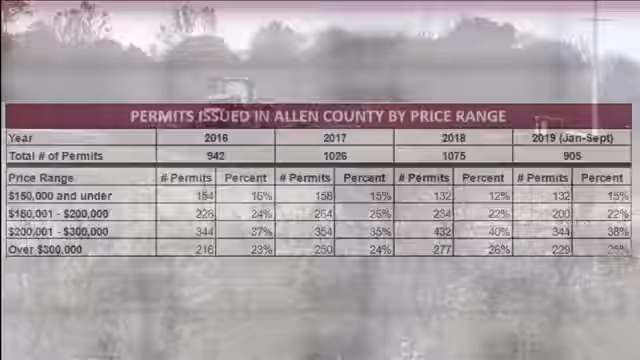 PERMITS ISSUED IN ALLEN COUNTY BY PRICE RANGE
Year 2016 2017 2018 2019 (Jan-Sept)
Total # of Permits 942 1026 1075 905
Price Range # Permits Percent # Permits Percent # Permits Percent # Permits Percent
$150,000 and under 154 16% 158 15% 132 12% 132 15%
$150,001 - $200,000 228 24% 264 26% 234 22% 200 22%
$200,001 - $300,000 344 37% 354 35% 432 40% 344 38%
Over $300,000 216 23% 250 24% 277 26% 229